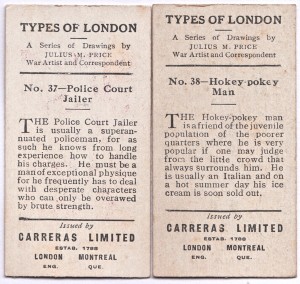 TYPES OF LONDON
A Series of Drawings by
JULIUS M. PRICE
War Artist and Correspondent
No. 37—Police Court
Jailer
THE Police Court Jailer
is usually a superan-
nuated policeman, for as
such he knows from long
experience how to handle
his charges. He must be a
man of exceptional physique
for he frequently has to deal
with desperate characters
who can only be overawed
by brute strength.
Issued by
CARRERAS LIMITED
ESTAB. 1788
LONDON MONTREAL
ENG. QUE.
TYPES OF LONDON
A Series of Drawings by
JULIUS M. PRICE
War Artist and Correspondent
No. 38—Hokey-pokey
Man
THE Hokey-pokey man
is a friend of the juvenile
population of the poorer
quarters where he is very
popular if one may judge
from the little crowd that
always surrounds him. He
is usually an Italian and on
a hot summer day his ice
cream is soon sold out.
Issued by
CARRERAS LIMITED
ESTAB. 1788
LONDON MONTREAL
ENG. QUE.